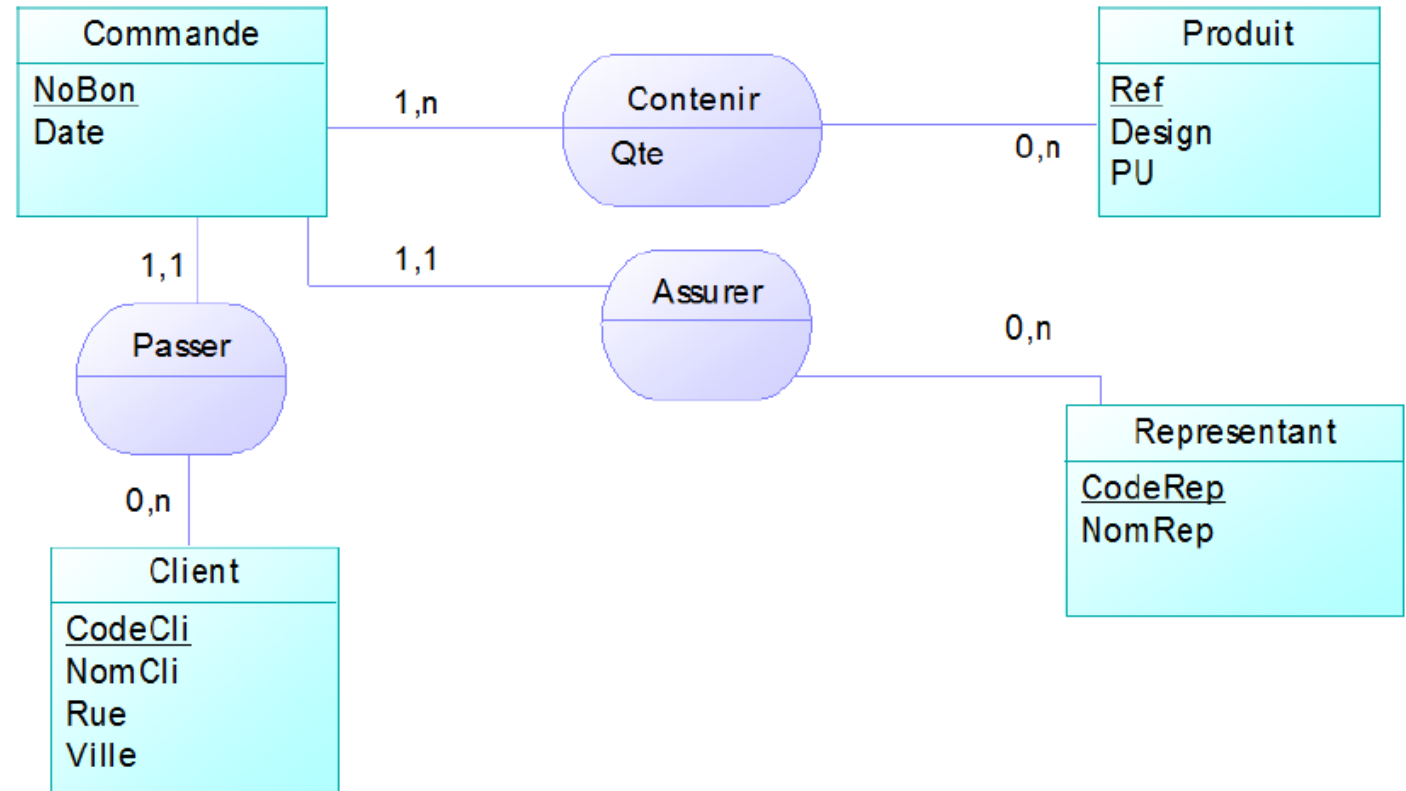 Commande
NoBon
Date
1,n
Contenir
Qte
0,n
Produit
Ref
Design
PU
1,1
Passer
0,n
1,1
Assurer
0,n
Representant
CodeRep
NomRep
Client
CodeCli
NomCli
Rue
Ville